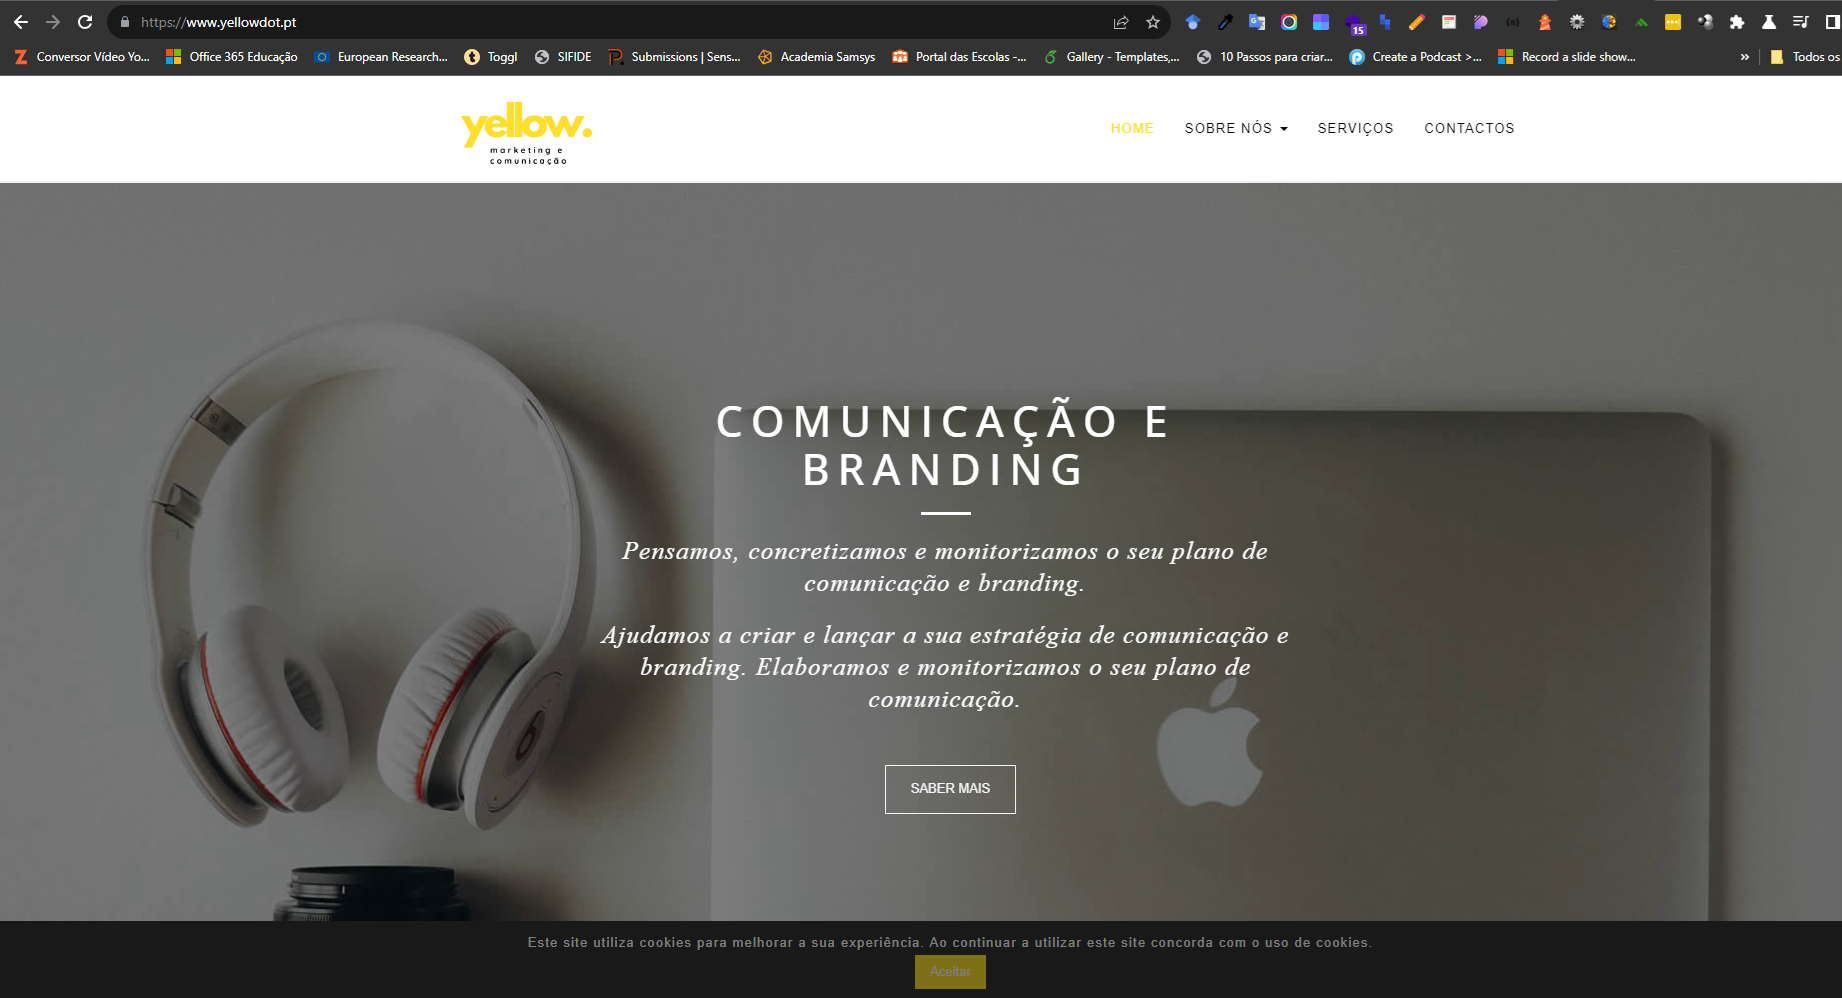 https://www.yellowdot.pt
15
Conversor Vídeo Yo...
Office 365 Educação
European Research...
Toggl
SIFIDE
Submissions | Sens...
Academia Samsys
Portal das Escolas -...
Gallery - Templates,...
10 Passos para criar...
Create a Podcast >...
Record a slide show...
»
Todos os
yellow.
marketing e
comunicação
HOME
SOBRE NÓS
SERVIÇOS
CONTACTOS
COMUNICAÇÃO E
BRANDING
Pensamos, concretizamos e monitorizamos o seu plano de
comunicação e branding.
Ajudamos a criar e lançar a sua estratégia de comunicação e
branding. Elaboramos e monitorizamos o seu plano de
comunicação.
SABER MAIS
Este site utiliza cookies para melhorar a sua experiência. Ao continuar a utilizar este site concorda com o uso de cookies.
Aceitar